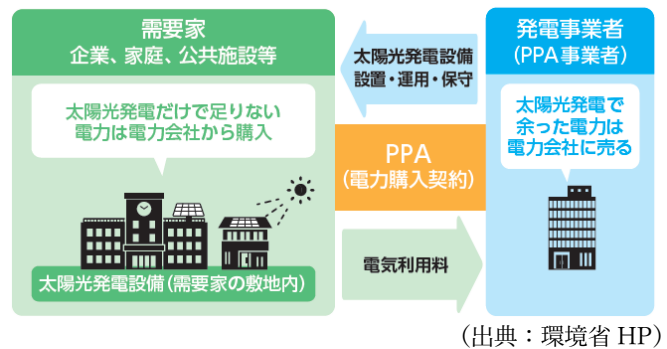 需要家
企業、家庭、公共施設等
太陽光発電だけで足りない
電力は電力会社から購入
太陽光発電設備(需要家の敷地内)
太陽光発電設備
設置・運用・保守
PPA
(電力購入契約)
電気利用料
発電事業者
(PPA事業者)
太陽光発電で
余った電力は
電力会社に売る
(出典：環境省 HP)